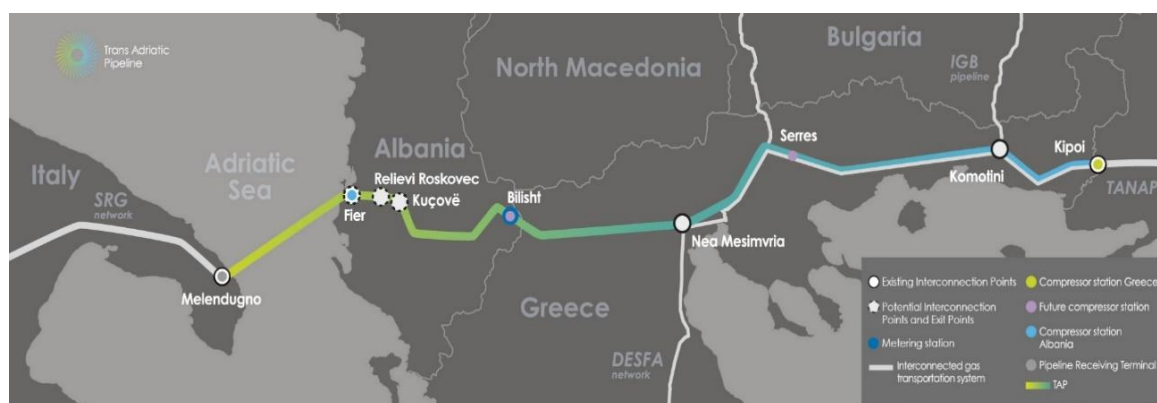 Trans Adriatic
Pipeline
Bulgaria
North Macedonia
IGB
pipeline
Serres
Kipoi
Albania
Adriatic
Sea
Italy
Relievi Roskovec
Kuçovë
Bilisht
Komotini
TANAP
SRG
network
Fier
Nea Mesimvria
Melendugno
Greece
DESFA
network
Existing Interconnection Points
Potential Interconnection
Points and Exit Points
Metering station
Interconnected gas
transportation system
Compressor station Greece
Future compressor station
Compressor station
Albania
Pipeline Receiving Terminal
TAP